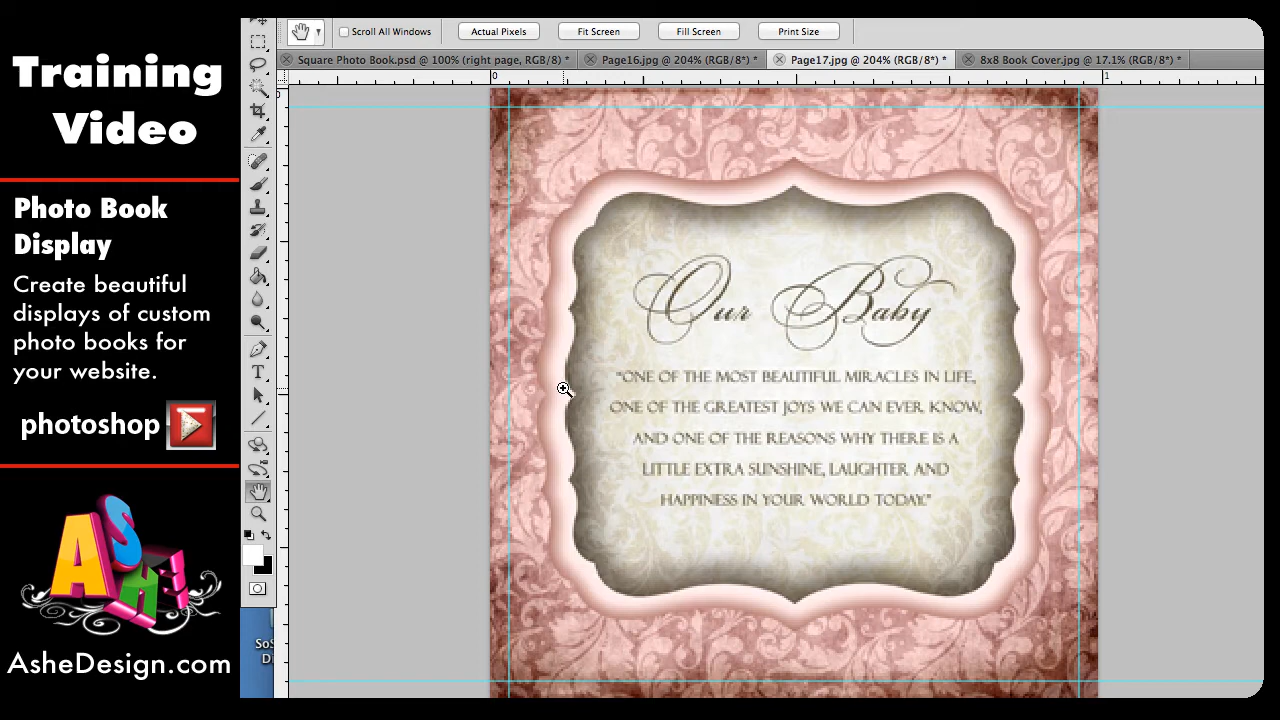 Training
Video
Photo Book
Display
Create beautiful
displays of custom
photo books for
your website.
photoshop
ASHE
AsheDesign.com
Scroll All Windows
Actual Pixels
Fit Screen
Fill Screen
Print Size
Square Photo Book.psd @ 100% (right page, RGB/8) *
Page16.jpg @ 204% (RGB/8*) *
Page17.jpg @ 204% (RGB/8*) *
8x8 Book Cover.jpg @ 17.1% (RGB/8*) *
0
1
Our Baby
"ONE OF THE MOST BEAUTIFUL MIRACLES IN LIFE,
ONE OF THE GREATEST JOYS WE CAN EVER KNOW,
AND ONE OF THE REASONS WHY THERE IS A
LITTLE EXTRA SUNSHINE, LAUGHTER AND
HAPPINESS IN YOUR WORLD TODAY."